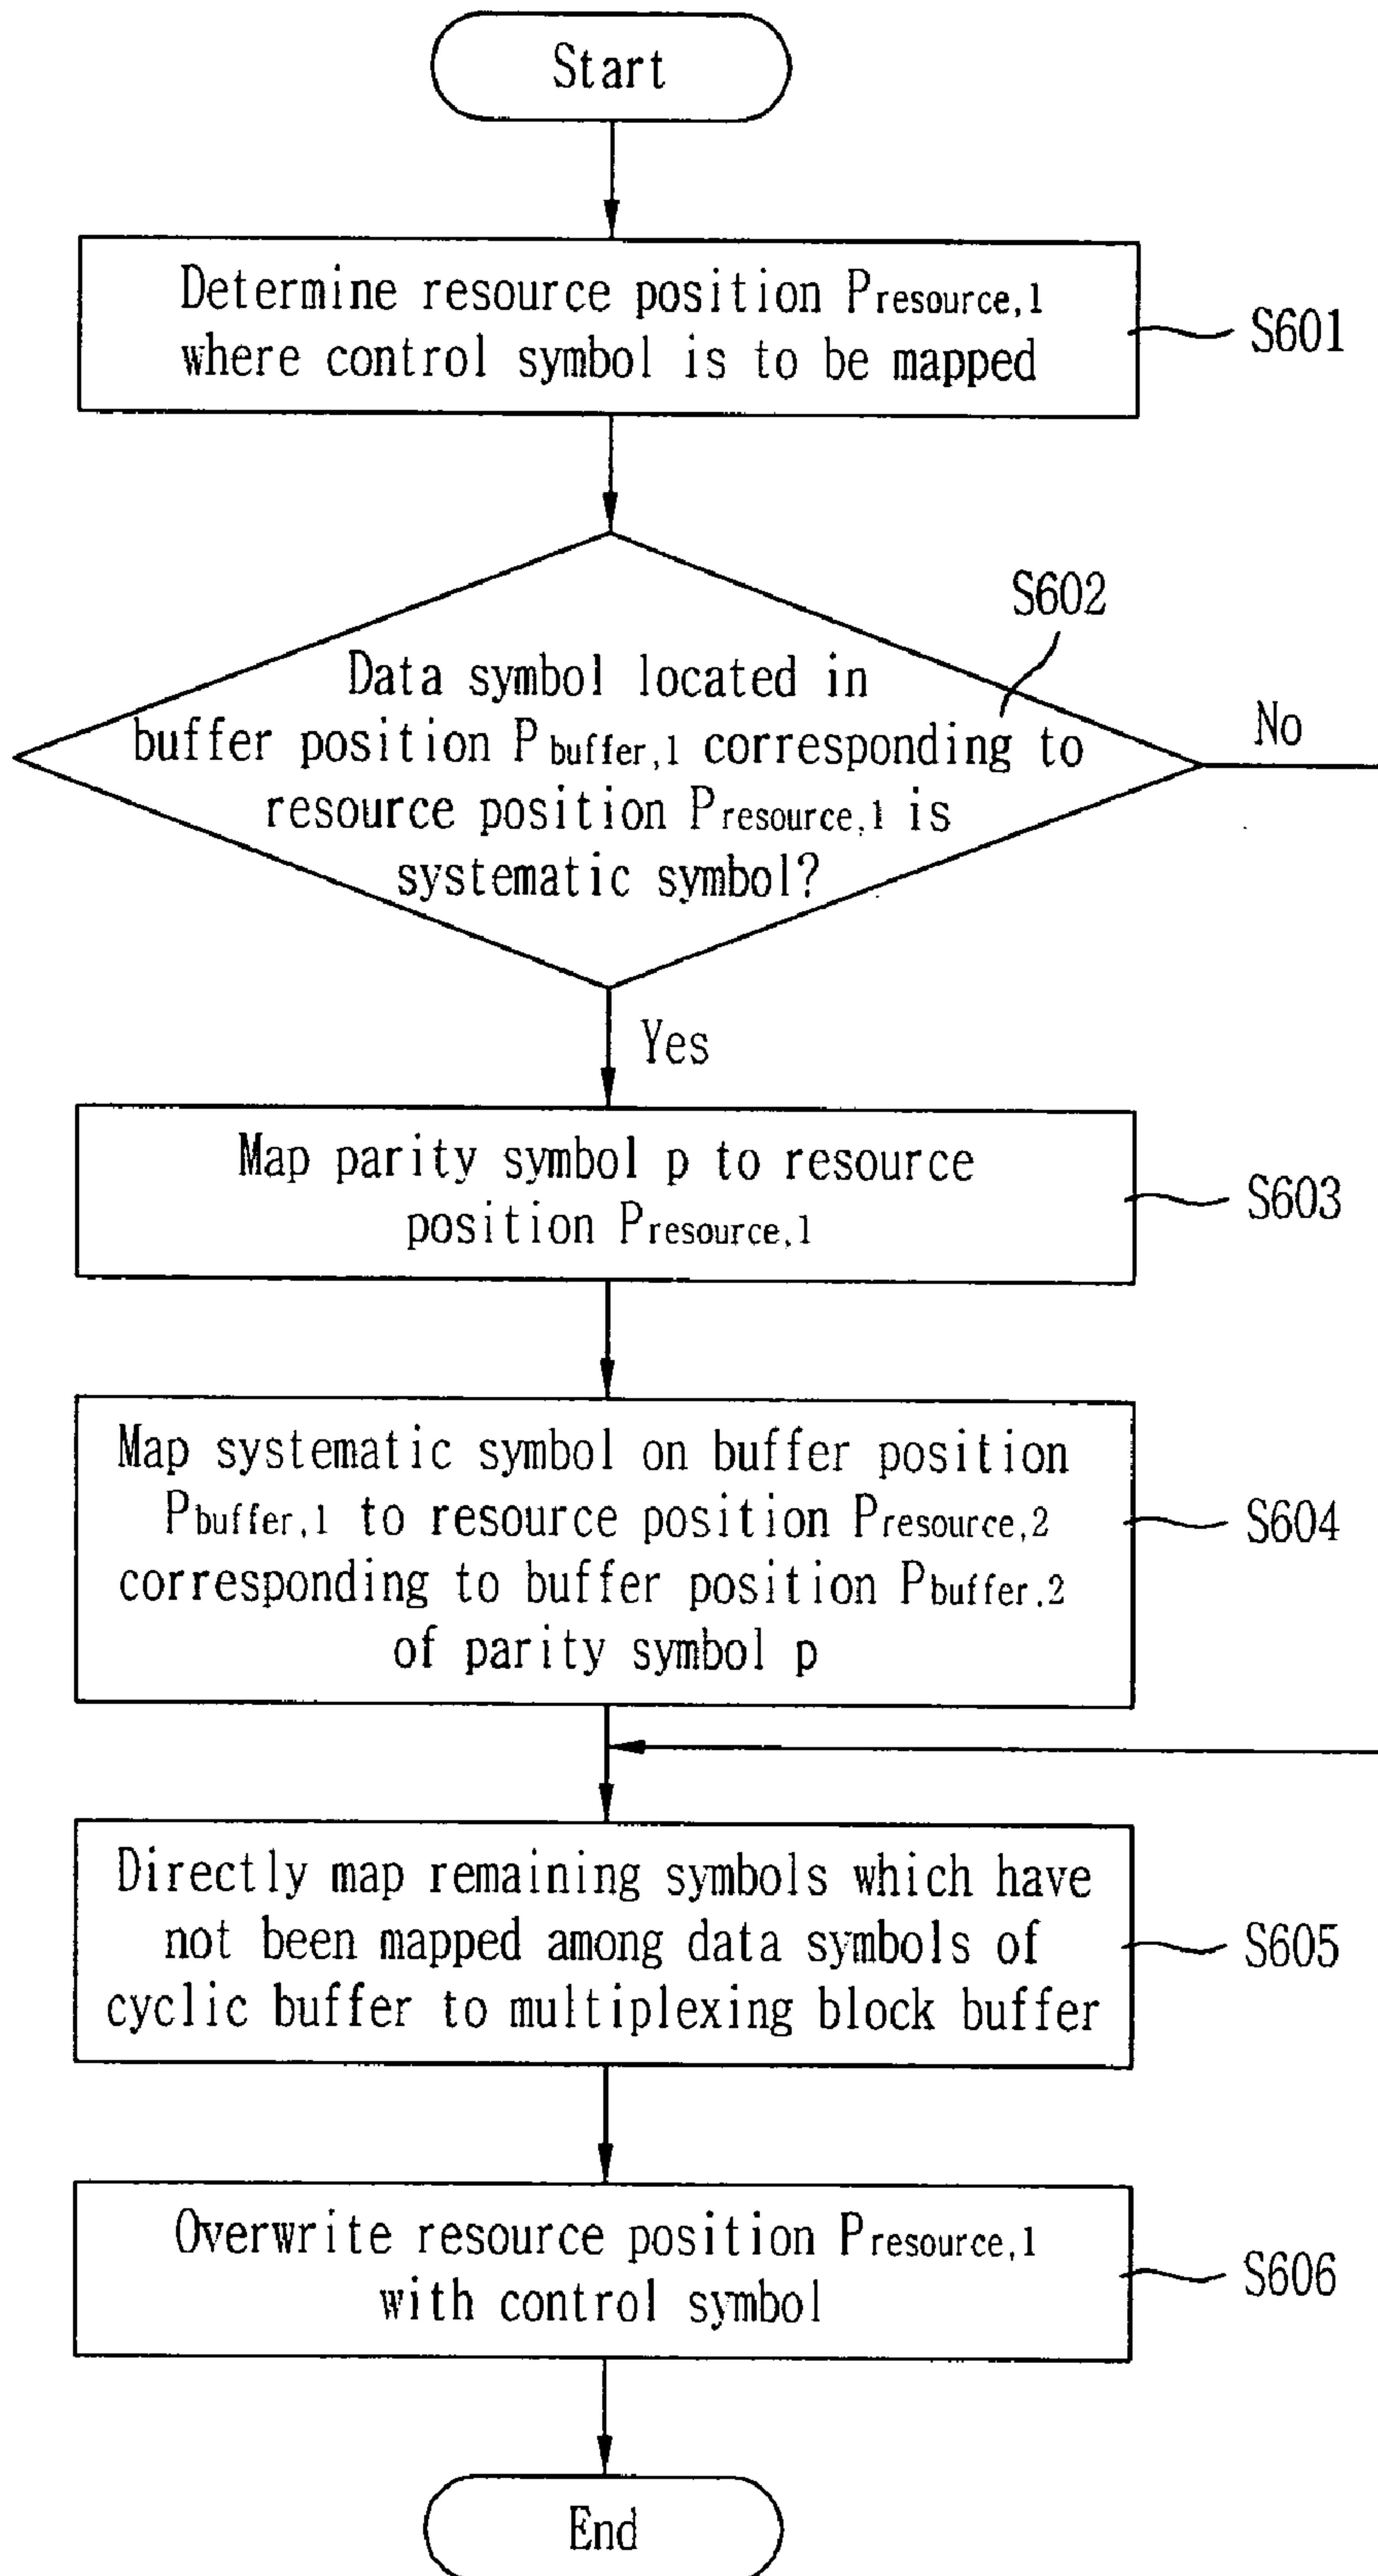 Start
Determine resource position Presource,1
where control symbol is to be mapped
S601
S602
Data symbol located in
buffer position Pbuffer,1 corresponding to
resource position Presource,1 is
systematic symbol?
No
Yes
Map parity symbol p to resource
position Presource,1
S603
Map systematic symbol on buffer position
Pbuffer,1 to resource position Presource,2
corresponding to buffer position Pbuffer,2
of parity symbol p
S604
Directly map remaining symbols which have
not been mapped among data symbols of
cyclic buffer to multiplexing block buffer
S605
Overwrite resource position Presource,1
with control symbol
S606
End